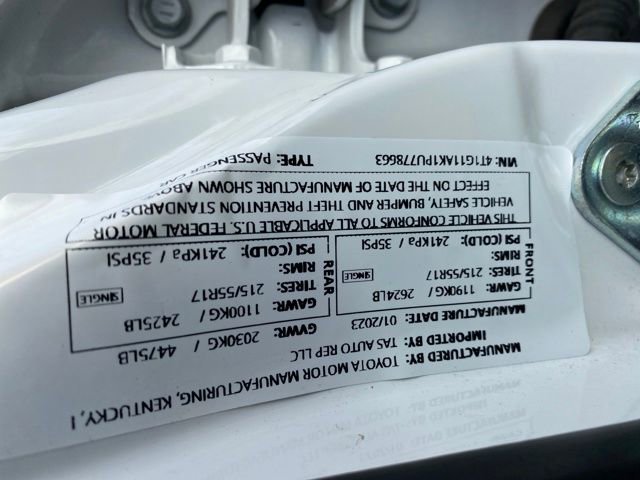 MANUFACTURED BY: TOYOTA MOTOR MANUFACTURING, KENTUCKY, I
IMPORTED BY: TAS AUTO REP LLC
MANUFACTURE DATE: 01/2023 GVWR: 2030KG / 4475LB
FRONT
GAWR: 1190KG / 2624LB
TIRES: 215/55R17 SINGLE
RIMS:
PSI (COLD): 241KPa / 35PSI
REAR
GAWR: 1100KG / 2425LB
TIRES: 215/55R17 SINGLE
RIMS:
PSI (COLD): 241KPa / 35PSI
THIS VEHICLE CONFORMS TO ALL APPLICABLE U.S. FEDERAL MOTOR
VEHICLE SAFETY, BUMPER AND THEFT PREVENTION STANDARDS IN
EFFECT ON THE DATE OF MANUFACTURE SHOWN ABOV
VIN: 4T1G11AK1PU778663 TYPE: PASSENGER CAR